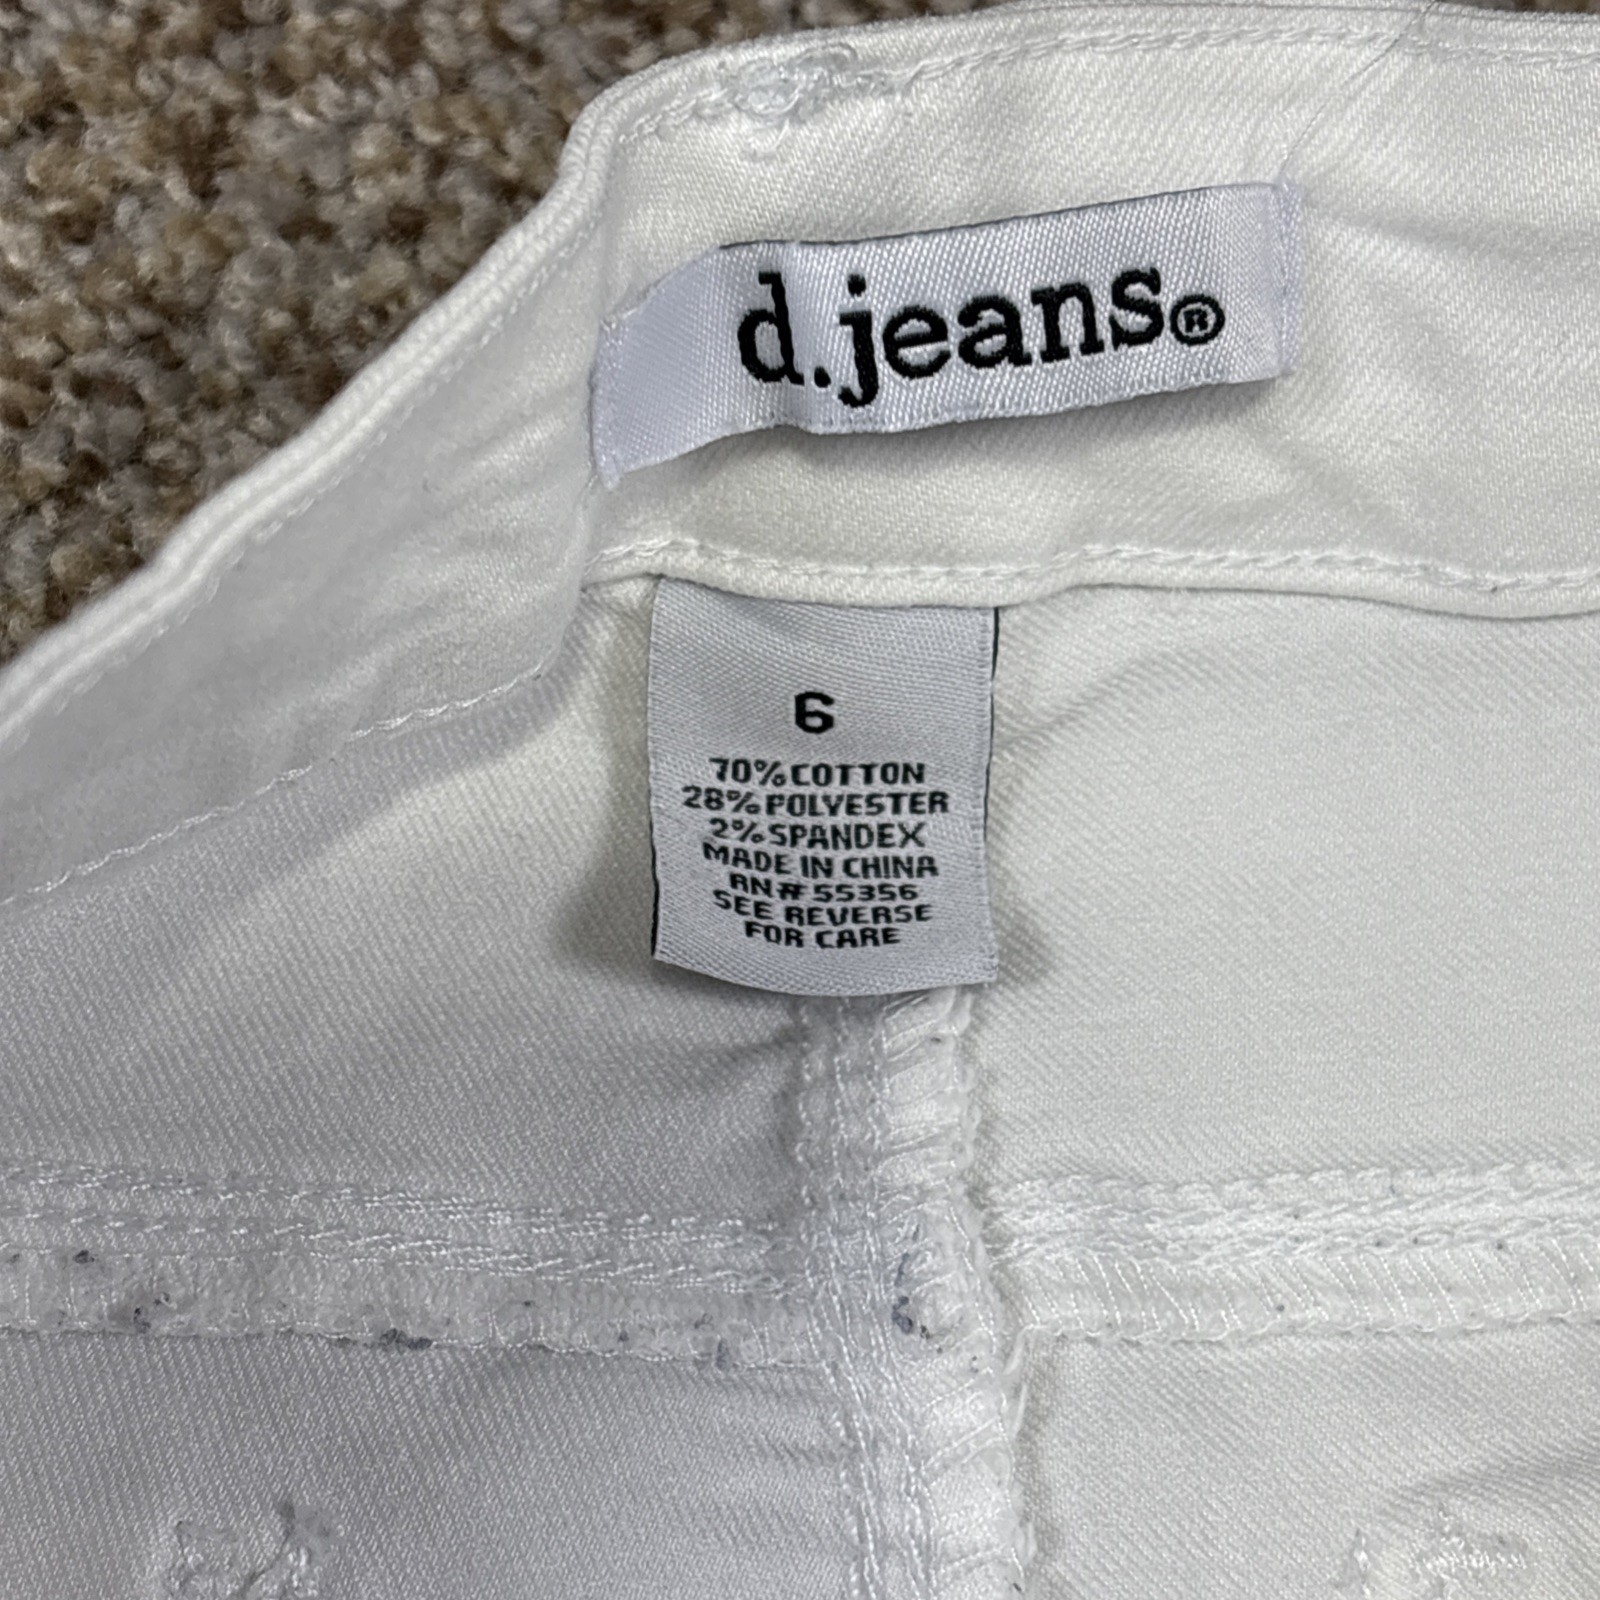 d.jeans®
6
70% COTTON
28% POLYESTER
2% SPANDEX
MADE IN CHINA
RN# 55356
SEE REVERSE
FOR CARE